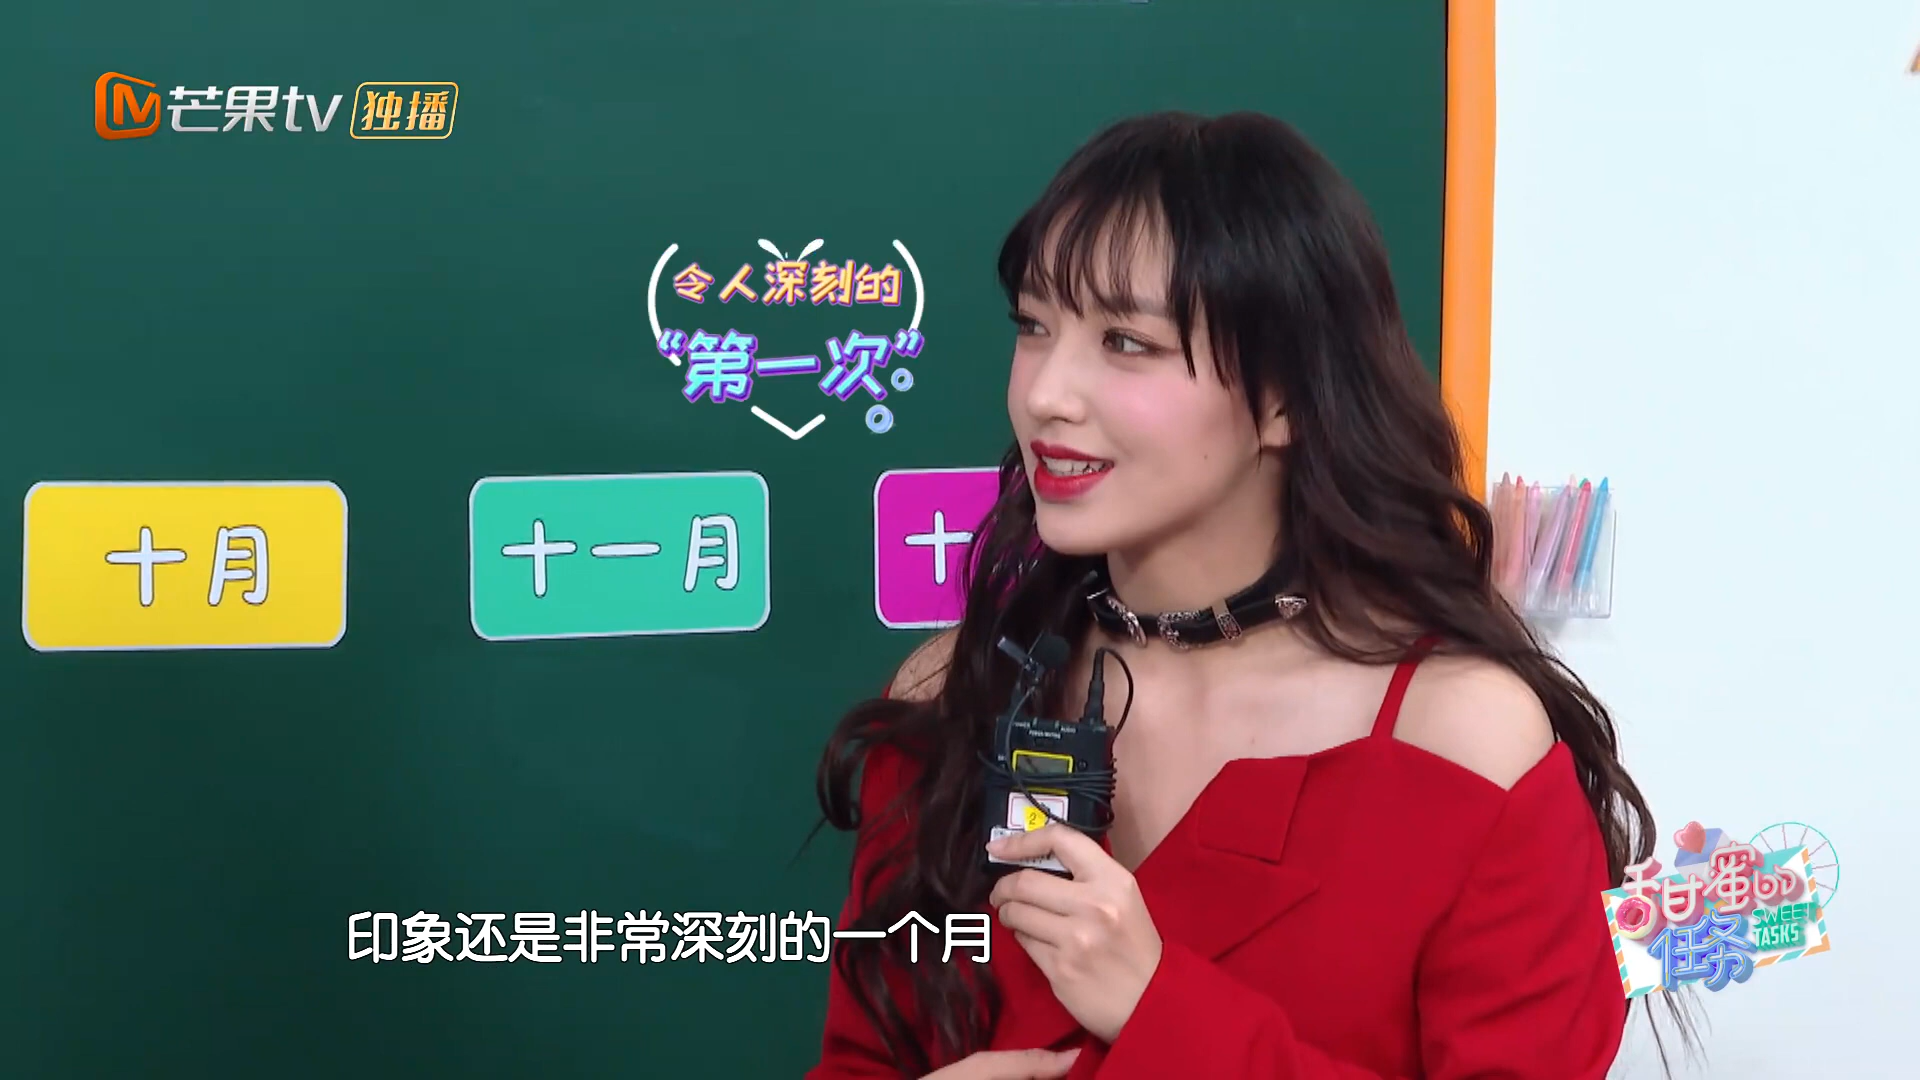 芒果tv 独播
令人深刻的
“第一次”
十月
十一月
十
2
印象还是非常深刻的一个月
甜蜜的
任务
SWEET
TASKS